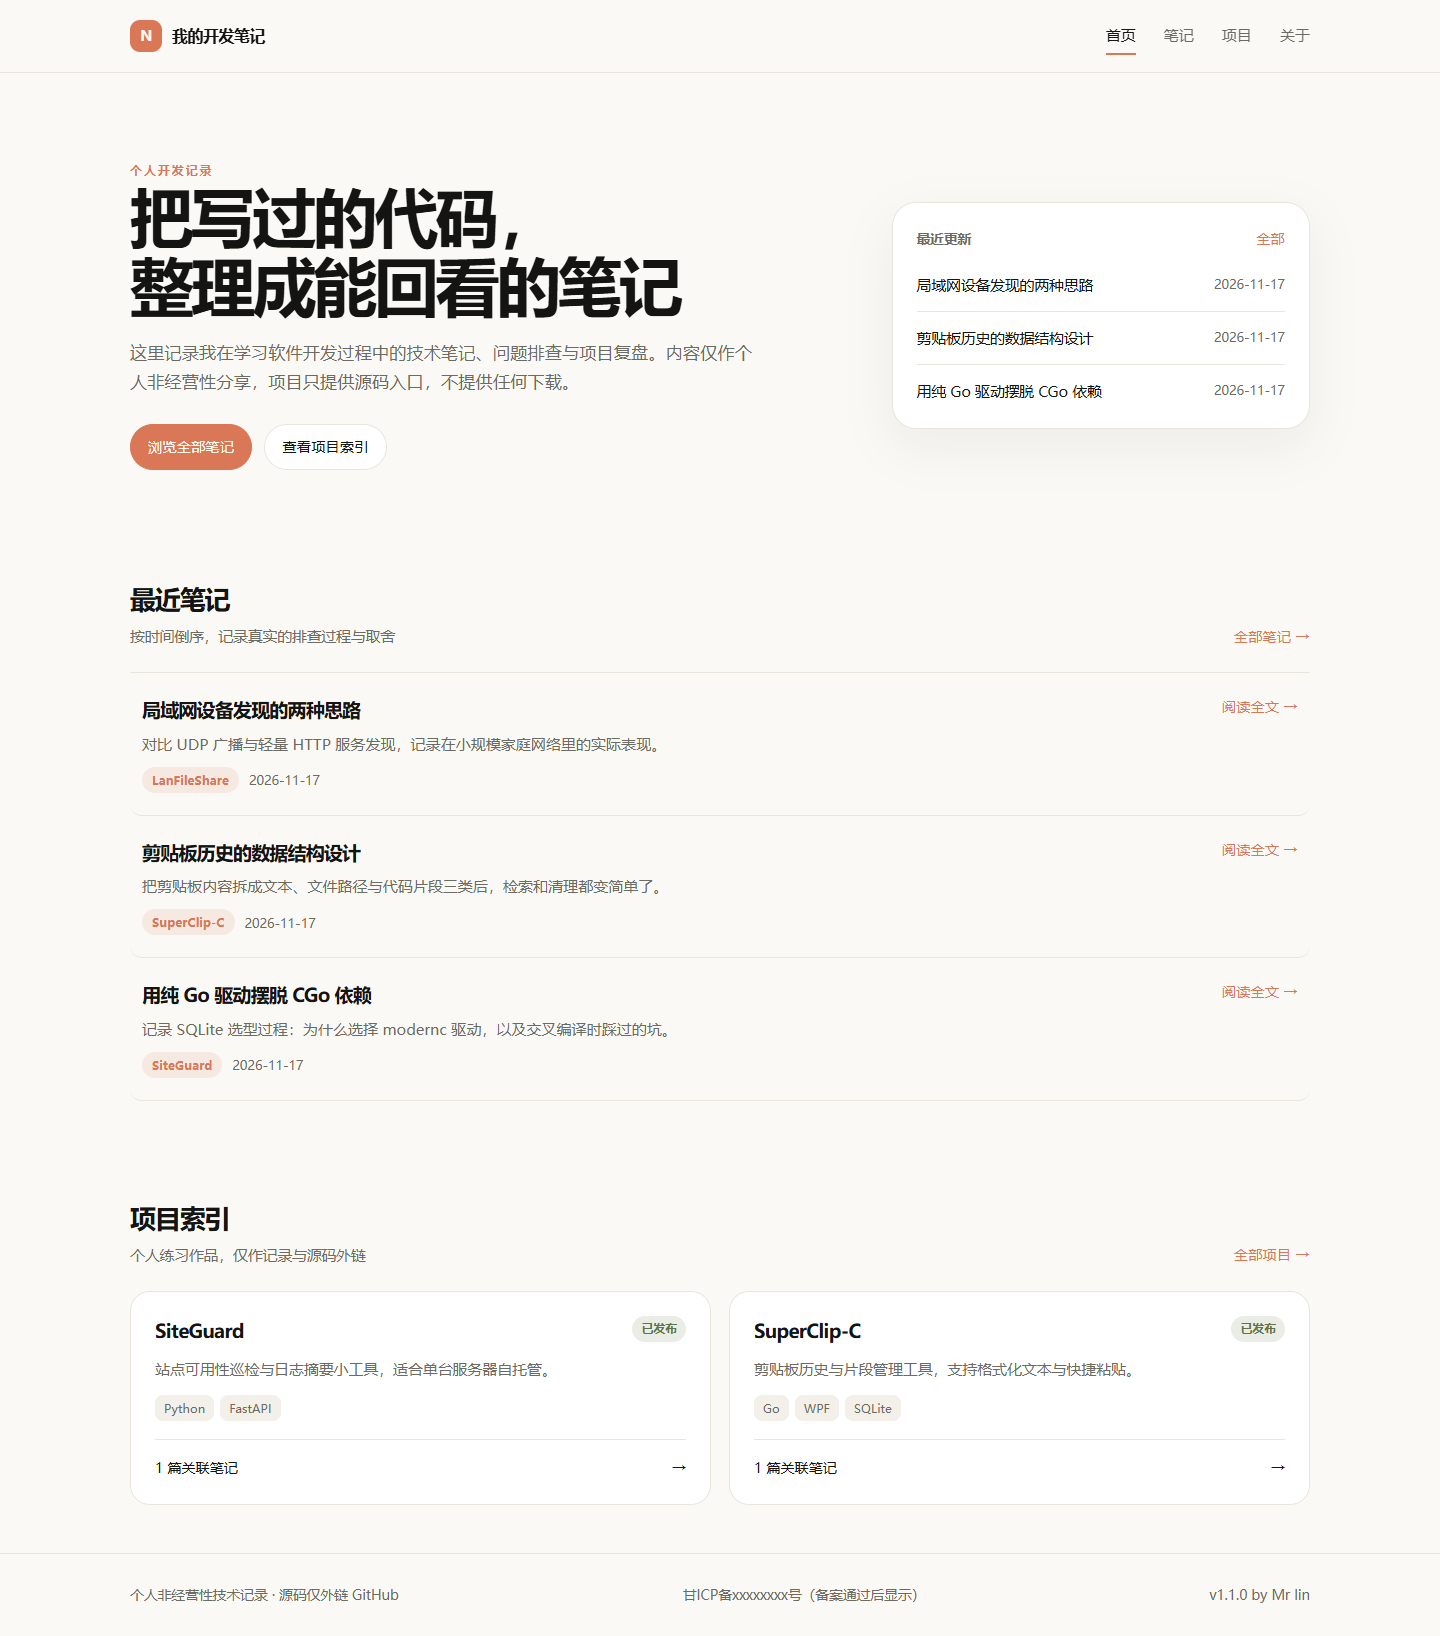 N 我的开发笔记
首页 笔记 项目 关于
个人开发记录
把写过的代码，
整理成能回看的笔记
这里记录我在学习软件开发过程中的技术笔记、问题排查与项目复盘。内容仅作个
人非经营性分享，项目只提供源码入口，不提供任何下载。
浏览全部笔记 查看项目索引
最近更新 全部
局域网设备发现的两种思路 2026-11-17
剪贴板历史的数据结构设计 2026-11-17
用纯 Go 驱动摆脱 CGo 依赖 2026-11-17
最近笔记
按时间倒序，记录真实的排查过程与取舍 全部笔记 →
局域网设备发现的两种思路 阅读全文 →
对比 UDP 广播与轻量 HTTP 服务发现，记录在小规模家庭网络里的实际表现。
LanFileShare 2026-11-17
剪贴板历史的数据结构设计 阅读全文 →
把剪贴板内容拆成文本、文件路径与代码片段三类后，检索和清理都变简单了。
SuperClip-C 2026-11-17
用纯 Go 驱动摆脱 CGo 依赖 阅读全文 →
记录 SQLite 选型过程：为什么选择 modernc 驱动，以及交叉编译时踩过的坑。
SiteGuard 2026-11-17
项目索引
个人练习作品，仅作记录与源码外链 全部项目 →
SiteGuard 已发布
站点可用性巡检与日志摘要小工具，适合单台服务器自托管。
Python FastAPI
1 篇关联笔记 →
SuperClip-C 已发布
剪贴板历史与片段管理工具，支持格式化文本与快捷粘贴。
Go WPF SQLite
1 篇关联笔记 →
个人非经营性技术记录 · 源码仅外链 GitHub 甘ICP备xxxxxxxx号（备案通过后显示） v1.1.0 by Mr lin